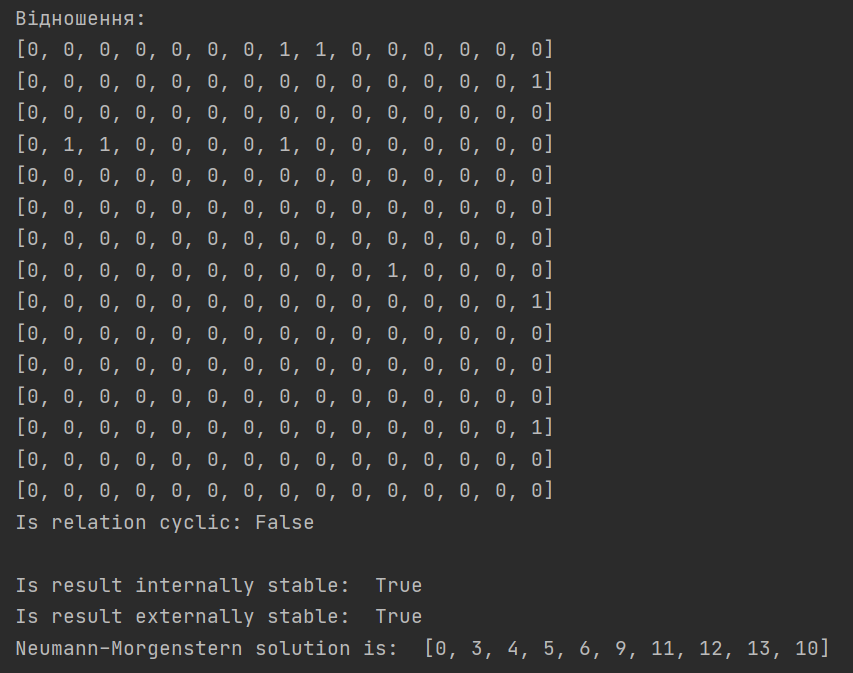 Відношення:
[0, 0, 0, 0, 0, 0, 0, 1, 1, 0, 0, 0, 0, 0, 0]
[0, 0, 0, 0, 0, 0, 0, 0, 0, 0, 0, 0, 0, 0, 1]
[0, 0, 0, 0, 0, 0, 0, 0, 0, 0, 0, 0, 0, 0, 0]
[0, 1, 1, 0, 0, 0, 0, 1, 0, 0, 0, 0, 0, 0, 0]
[0, 0, 0, 0, 0, 0, 0, 0, 0, 0, 0, 0, 0, 0, 0]
[0, 0, 0, 0, 0, 0, 0, 0, 0, 0, 0, 0, 0, 0, 0]
[0, 0, 0, 0, 0, 0, 0, 0, 0, 0, 0, 0, 0, 0, 0]
[0, 0, 0, 0, 0, 0, 0, 0, 0, 0, 1, 0, 0, 0, 0]
[0, 0, 0, 0, 0, 0, 0, 0, 0, 0, 0, 0, 0, 0, 1]
[0, 0, 0, 0, 0, 0, 0, 0, 0, 0, 0, 0, 0, 0, 0]
[0, 0, 0, 0, 0, 0, 0, 0, 0, 0, 0, 0, 0, 0, 0]
[0, 0, 0, 0, 0, 0, 0, 0, 0, 0, 0, 0, 0, 0, 0]
[0, 0, 0, 0, 0, 0, 0, 0, 0, 0, 0, 0, 0, 0, 1]
[0, 0, 0, 0, 0, 0, 0, 0, 0, 0, 0, 0, 0, 0, 0]
[0, 0, 0, 0, 0, 0, 0, 0, 0, 0, 0, 0, 0, 0, 0]
Is relation cyclic: False
Is result internally stable:  True
Is result externally stable:  True
Neumann-Morgenstern solution is:  [0, 3, 4, 5, 6, 9, 11, 12, 13, 10]